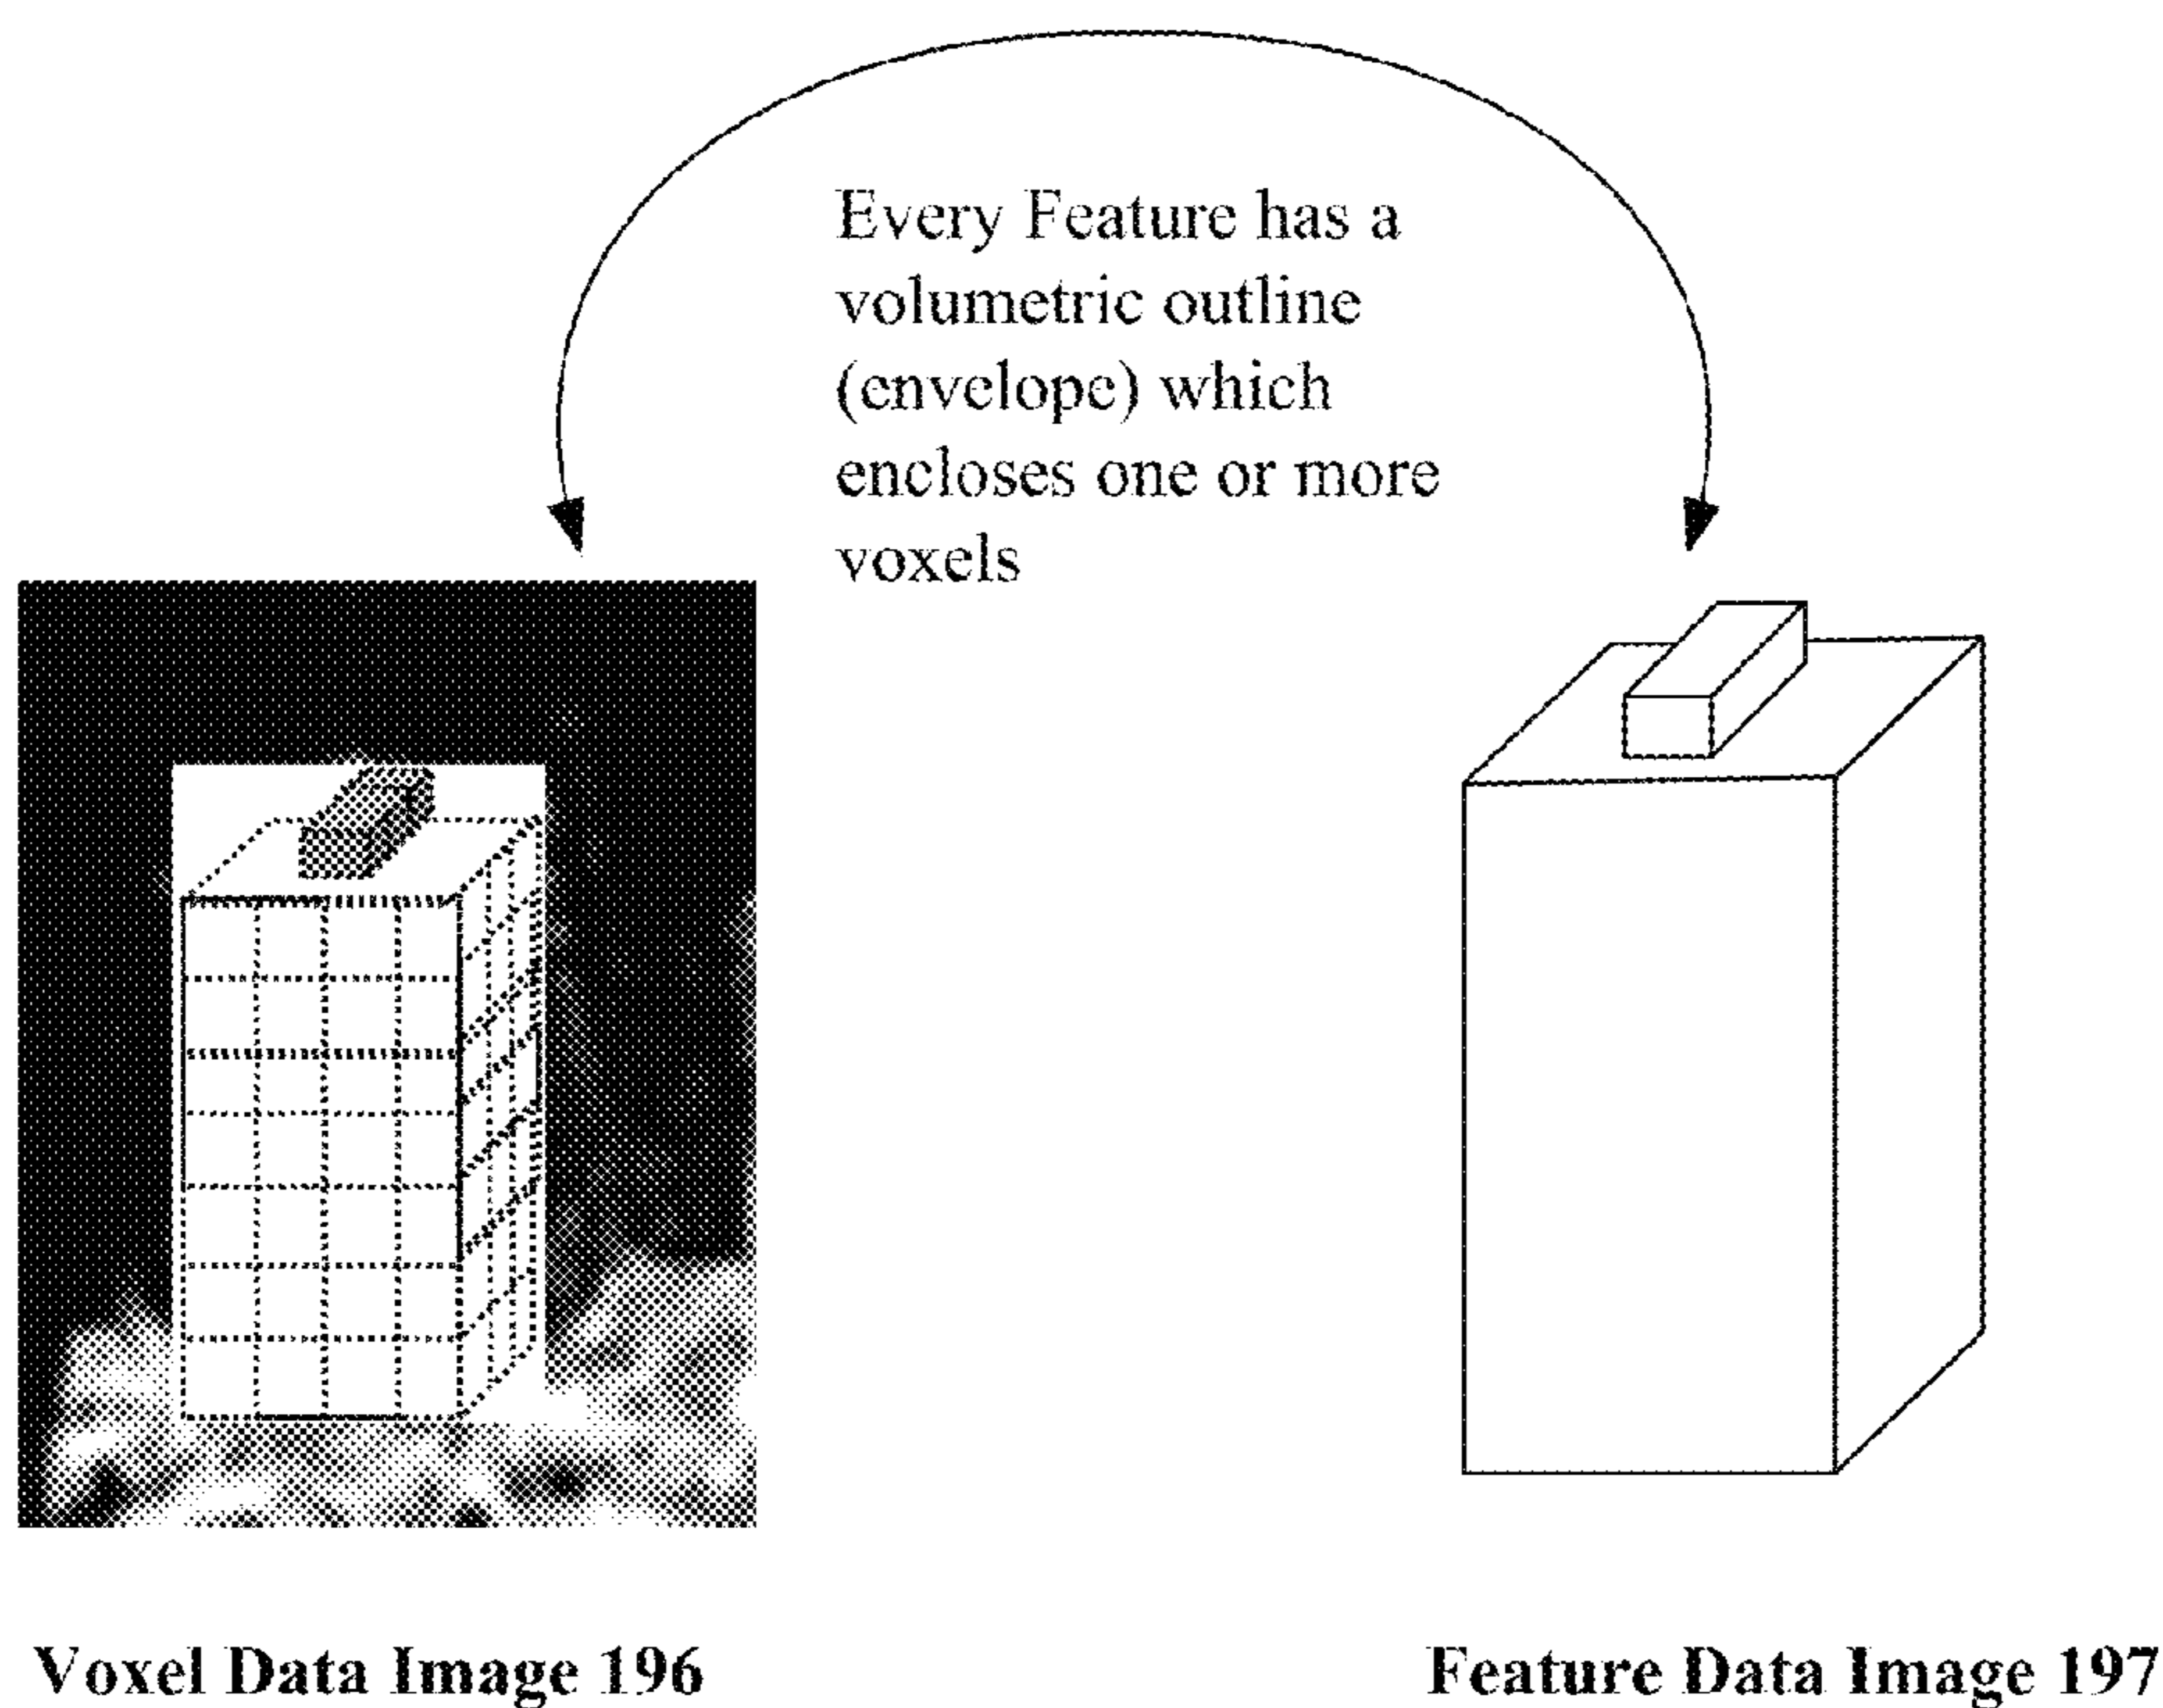 Every Feature has a
volumetric outline
(envelope) which
encloses one or more
voxels
Voxel Data Image 196
Feature Data Image 197